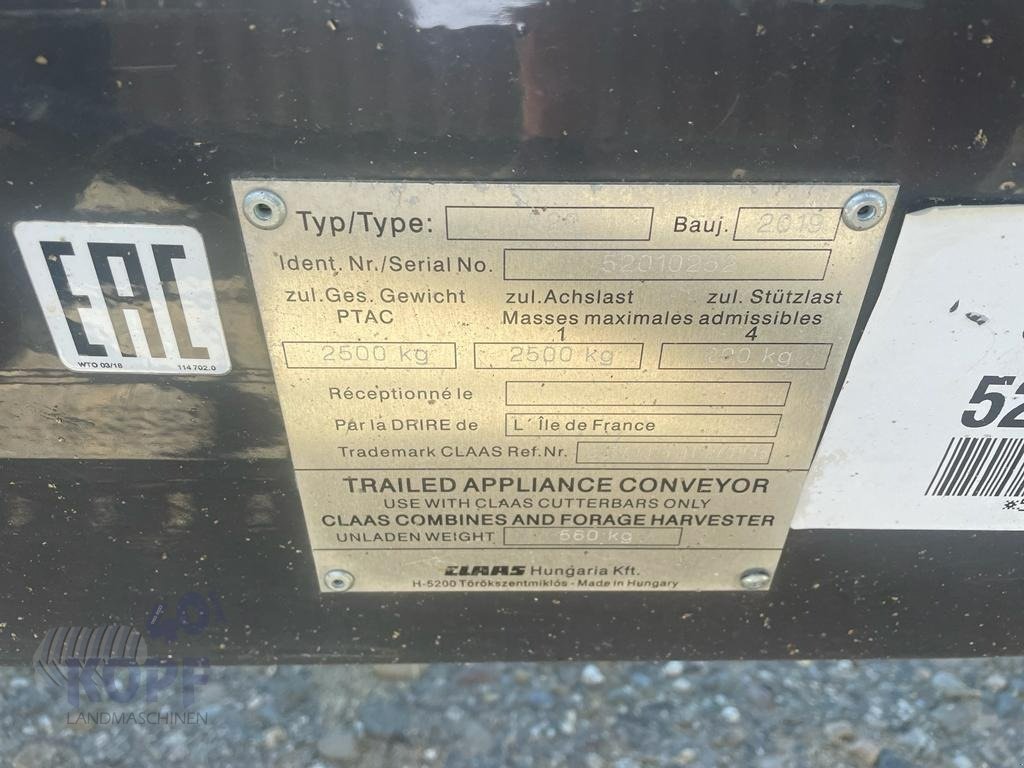 Typ/Type:
Bauj. 2019
Ident. Nr./Serial No. 52010252
zul.Ges. Gewicht zul.Achslast zul. Stützlast
PTAC Masses maximales admissibles
1 4
2500 kg 2500 kg kg
Réceptionné le
Par la DRIRE de L´Île de France
Trademark CLAAS Ref.Nr.
TRAILED APPLIANCE CONVEYOR
USE WITH CLAAS CUTTERBARS ONLY
CLAAS COMBINES AND FORAGE HARVESTER
UNLADEN WEIGHT 560 kg
CLAAS Hungaria Kft.
H-5200 Törökszentmiklós - Made in Hungary
EAC
WTO 03/18 114 702.0
52
KOPF
LANDMASCHINEN